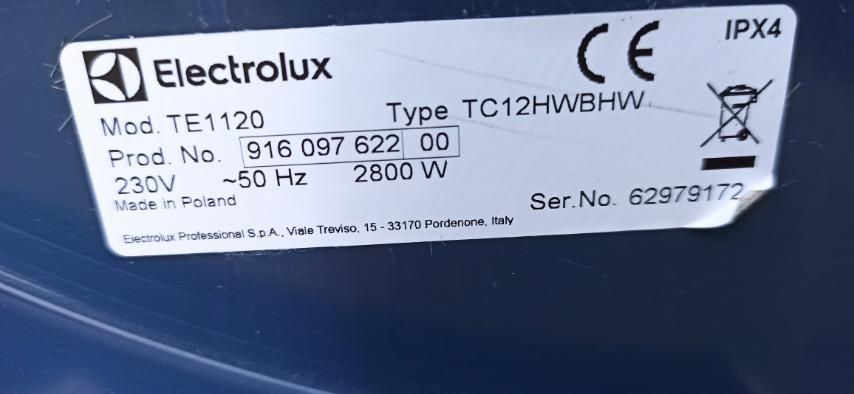 Electrolux
IPX4
Mod. TE1120
Type TC12HWBHW
Prod. No. 916 097 622 00
230V ~50 Hz 2800 W
Made in Poland
Ser.No. 62979172
Electrolux Professional S.p.A., Viale Treviso, 15 - 33170 Pordenone, Italy